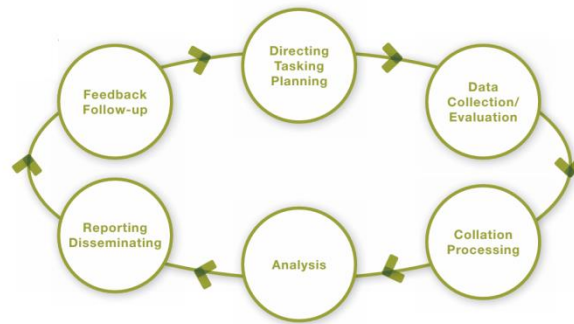 Directing
Tasking
Planning
Data
Collection/
Evaluation
Collation
Processing
Analysis
Reporting
Disseminating
Feedback
Follow-up